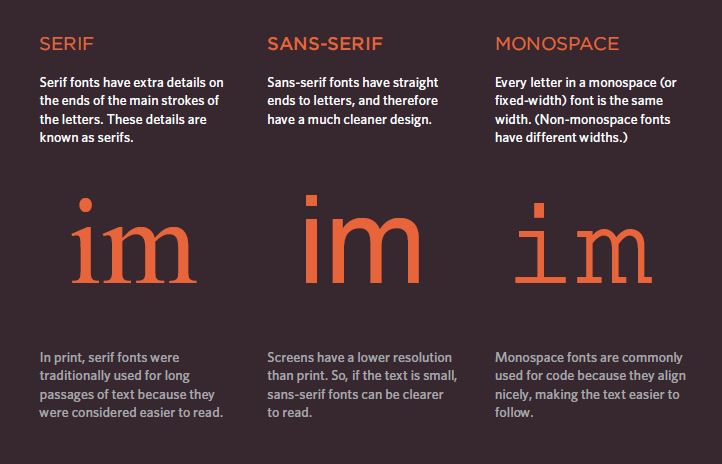 SERIF
Serif fonts have extra details on
the ends of the main strokes of
the letters. These details are
known as serifs.
im
In print, serif fonts were
traditionally used for long
passages of text because they
were considered easier to read.
SANS-SERIF
Sans-serif fonts have straight
ends to letters, and therefore
have a much cleaner design.
im
Screens have a lower resolution
than print. So, if the text is small,
sans-serif fonts can be clearer
to read.
MONOSPACE
Every letter in a monospace (or
fixed-width) font is the same
width. (Non-monospace fonts
have different widths.)
im
Monospace fonts are commonly
used for code because they align
nicely, making the text easier to
follow.